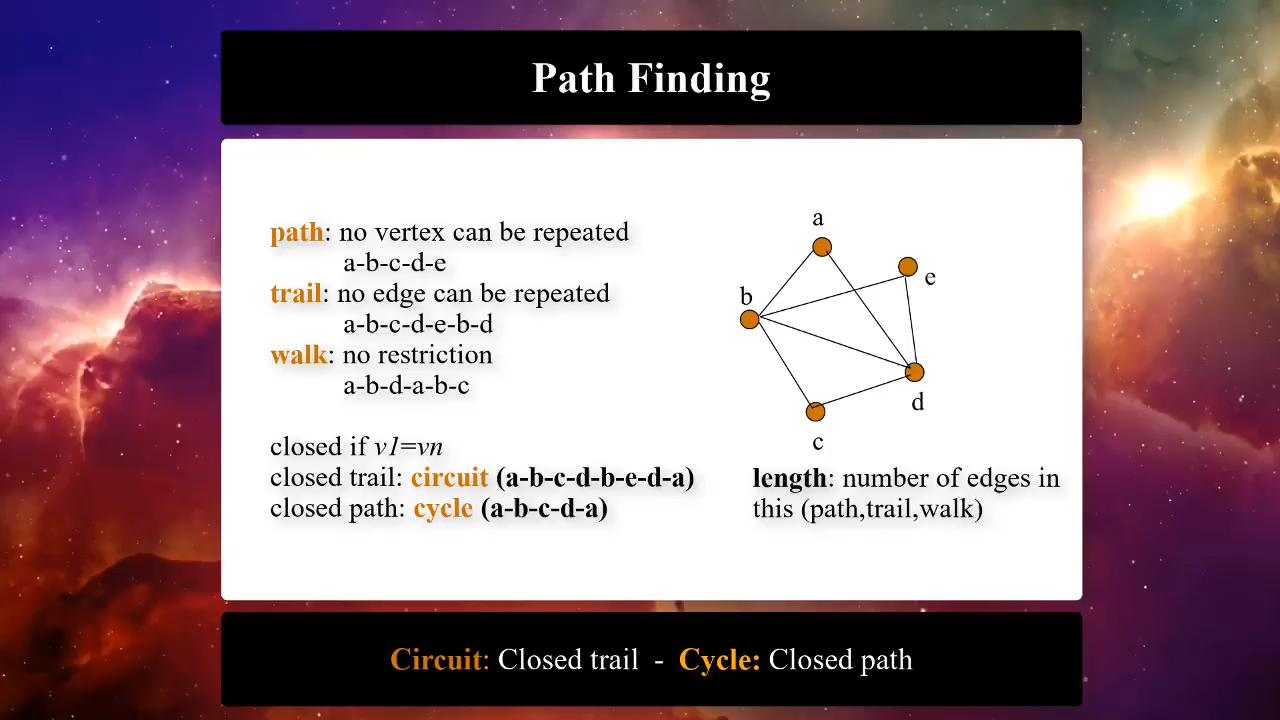 Path Finding
path: no vertex can be repeated
a-b-c-d-e
trail: no edge can be repeated
a-b-c-d-e-b-d
walk: no restriction
a-b-d-a-b-c
closed if v1=vn
closed trail: circuit (a-b-c-d-b-e-d-a)
closed path: cycle (a-b-c-d-a)
a
e
b
d
c
length: number of edges in
this (path,trail,walk)
Circuit: Closed trail - Cycle: Closed path